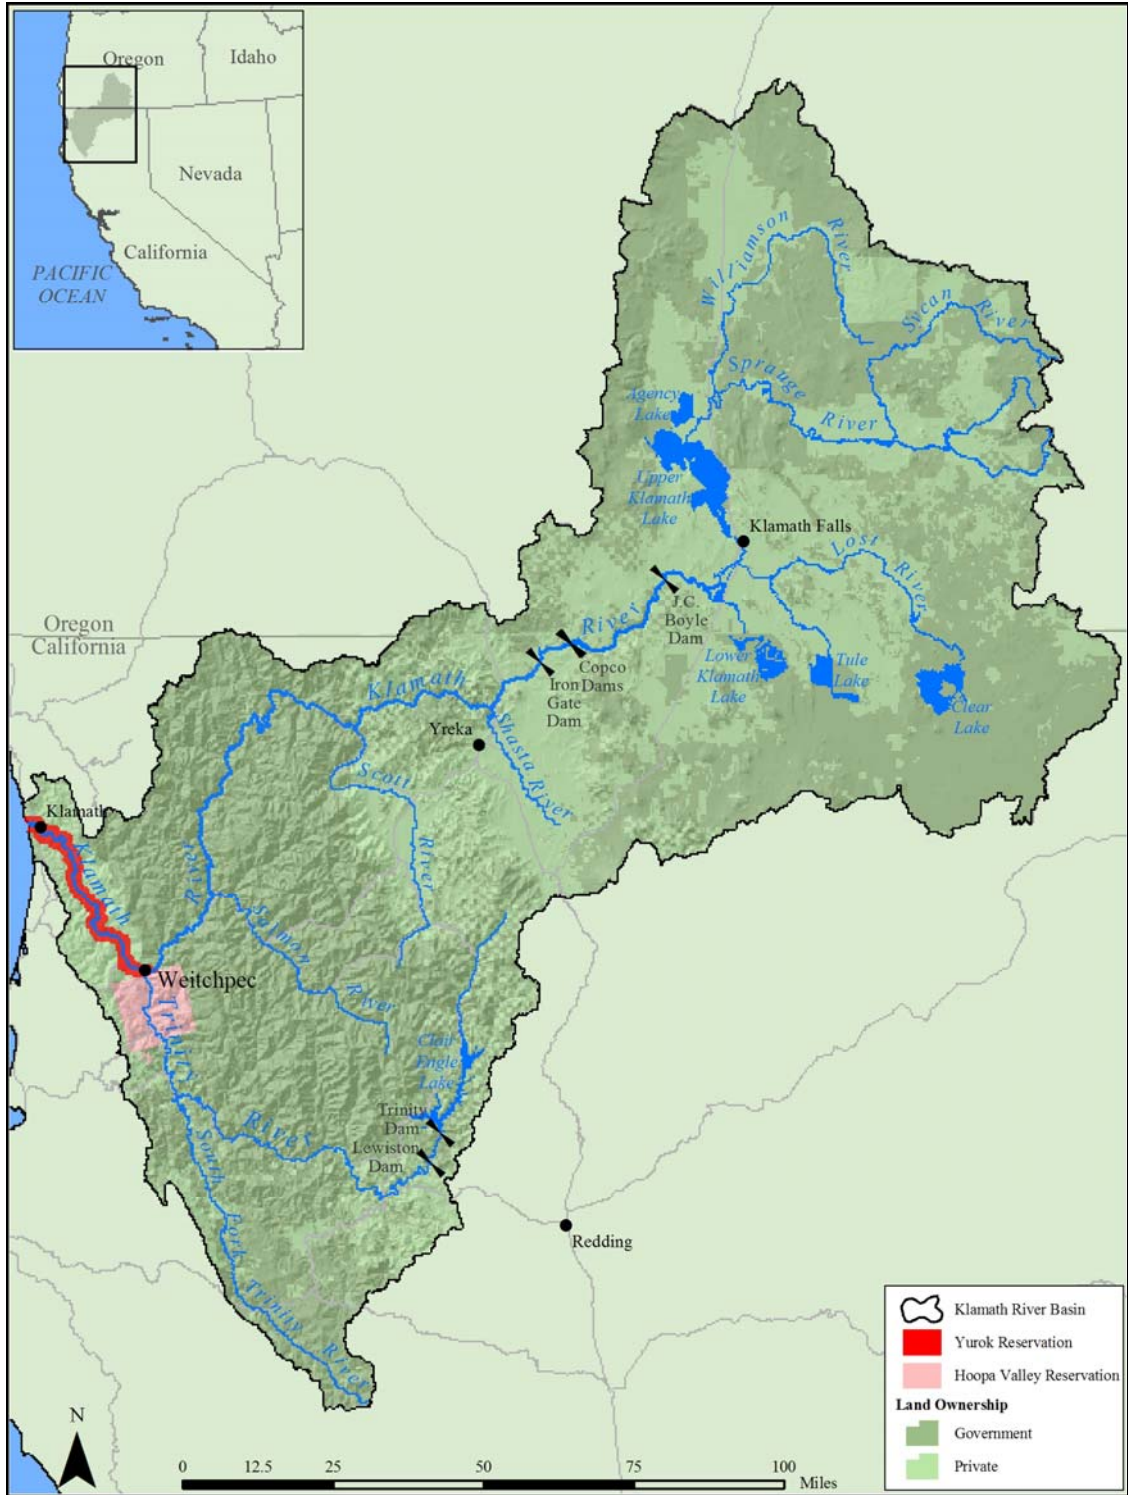 Oregon
Idaho
Nevada
California
PACIFIC
OCEAN
Williamson River
Sycan River
Sprauge River
Agency
Lake
Upper
Klamath
Lake
Klamath Falls
Lost River
J.C.
Boyle
Dam
River
Oregon
California
Copco
Dams
Lower
Klamath
Lake
Tule
Lake
Iron
Gate
Dam
Clear
Lake
Klamath
Yreka
Shasta River
Scott River
Klamath
Klamath
River
Salmon River
Weitchpec
Trinity River
Clair
Engle
Lake
Trinity
Dam
Lewiston
Dam
South Fork Trinity River
Redding
Klamath River Basin
Yurok Reservation
Hoopa Valley Reservation
Land Ownership
Government
Private
N
0 12.5 25 50 75 100
Miles